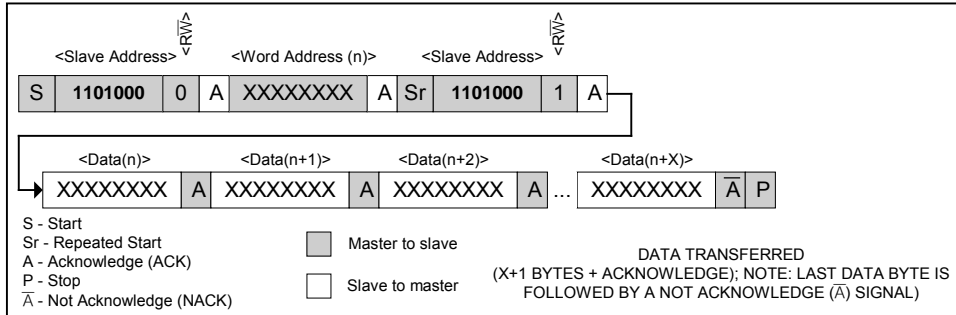 <RW̅> <RW̅>
<Slave Address> <Word Address (n)> <Slave Address>
S 1101000 0 A XXXXXXXX A Sr 1101000 1 A
<Data(n)> <Data(n+1)> <Data(n+2)> <Data(n+X)>
XXXXXXXX A XXXXXXXX A XXXXXXXX A ... XXXXXXXX A̅ P
S - Start
Sr - Repeated Start
A - Acknowledge (ACK)
P - Stop
A̅ - Not Acknowledge (NACK)
Master to slave
Slave to master
DATA TRANSFERRED
(X+1 BYTES + ACKNOWLEDGE); NOTE: LAST DATA BYTE IS
FOLLOWED BY A NOT ACKNOWLEDGE (A̅) SIGNAL)